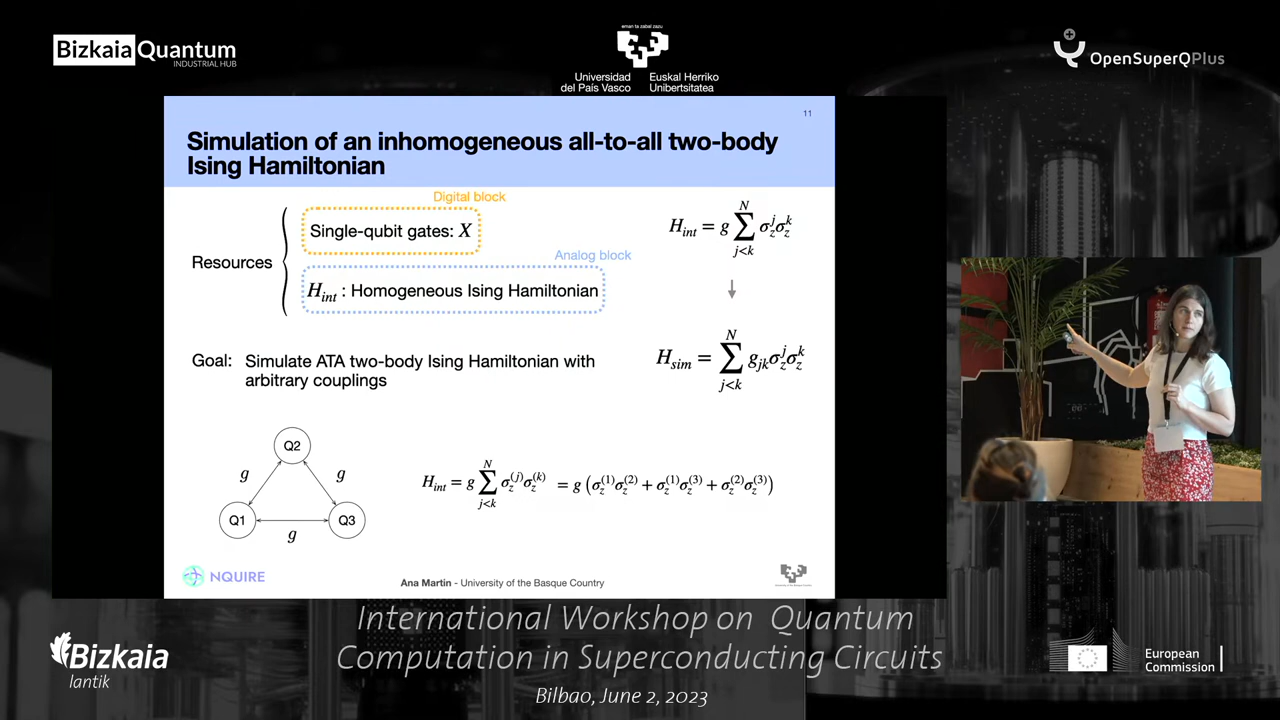 Bizkaia Quantum
INDUSTRIAL HUB
eman ta zabal zazu
Universidad del País Vasco
Euskal Herriko Unibertsitatea
OpenSuperQPlus
11
Simulation of an inhomogeneous all-to-all two-body
Ising Hamiltonian
Digital block
Resources
Single-qubit gates: X
Analog block
H_int : Homogeneous Ising Hamiltonian
H_int = g ∑_{j<k}^{N} σ_z^j σ_z^k
↓
H_sim = ∑_{j<k}^{N} g_{jk} σ_z^j σ_z^k
Goal: Simulate ATA two-body Ising Hamiltonian with
arbitrary couplings
Q2
g g
Q1 Q3
g
H_int = g ∑_{j<k}^{N} σ_z^{(j)} σ_z^{(k)} = g (σ_z^{(1)} σ_z^{(2)} + σ_z^{(1)} σ_z^{(3)} + σ_z^{(2)} σ_z^{(3)})
NQUIRE
Ana Martin - University of the Basque Country
International Workshop on Quantum
Computation in Superconducting Circuits
Bilbao, June 2, 2023
Bizkaia
lantik
European
Commission